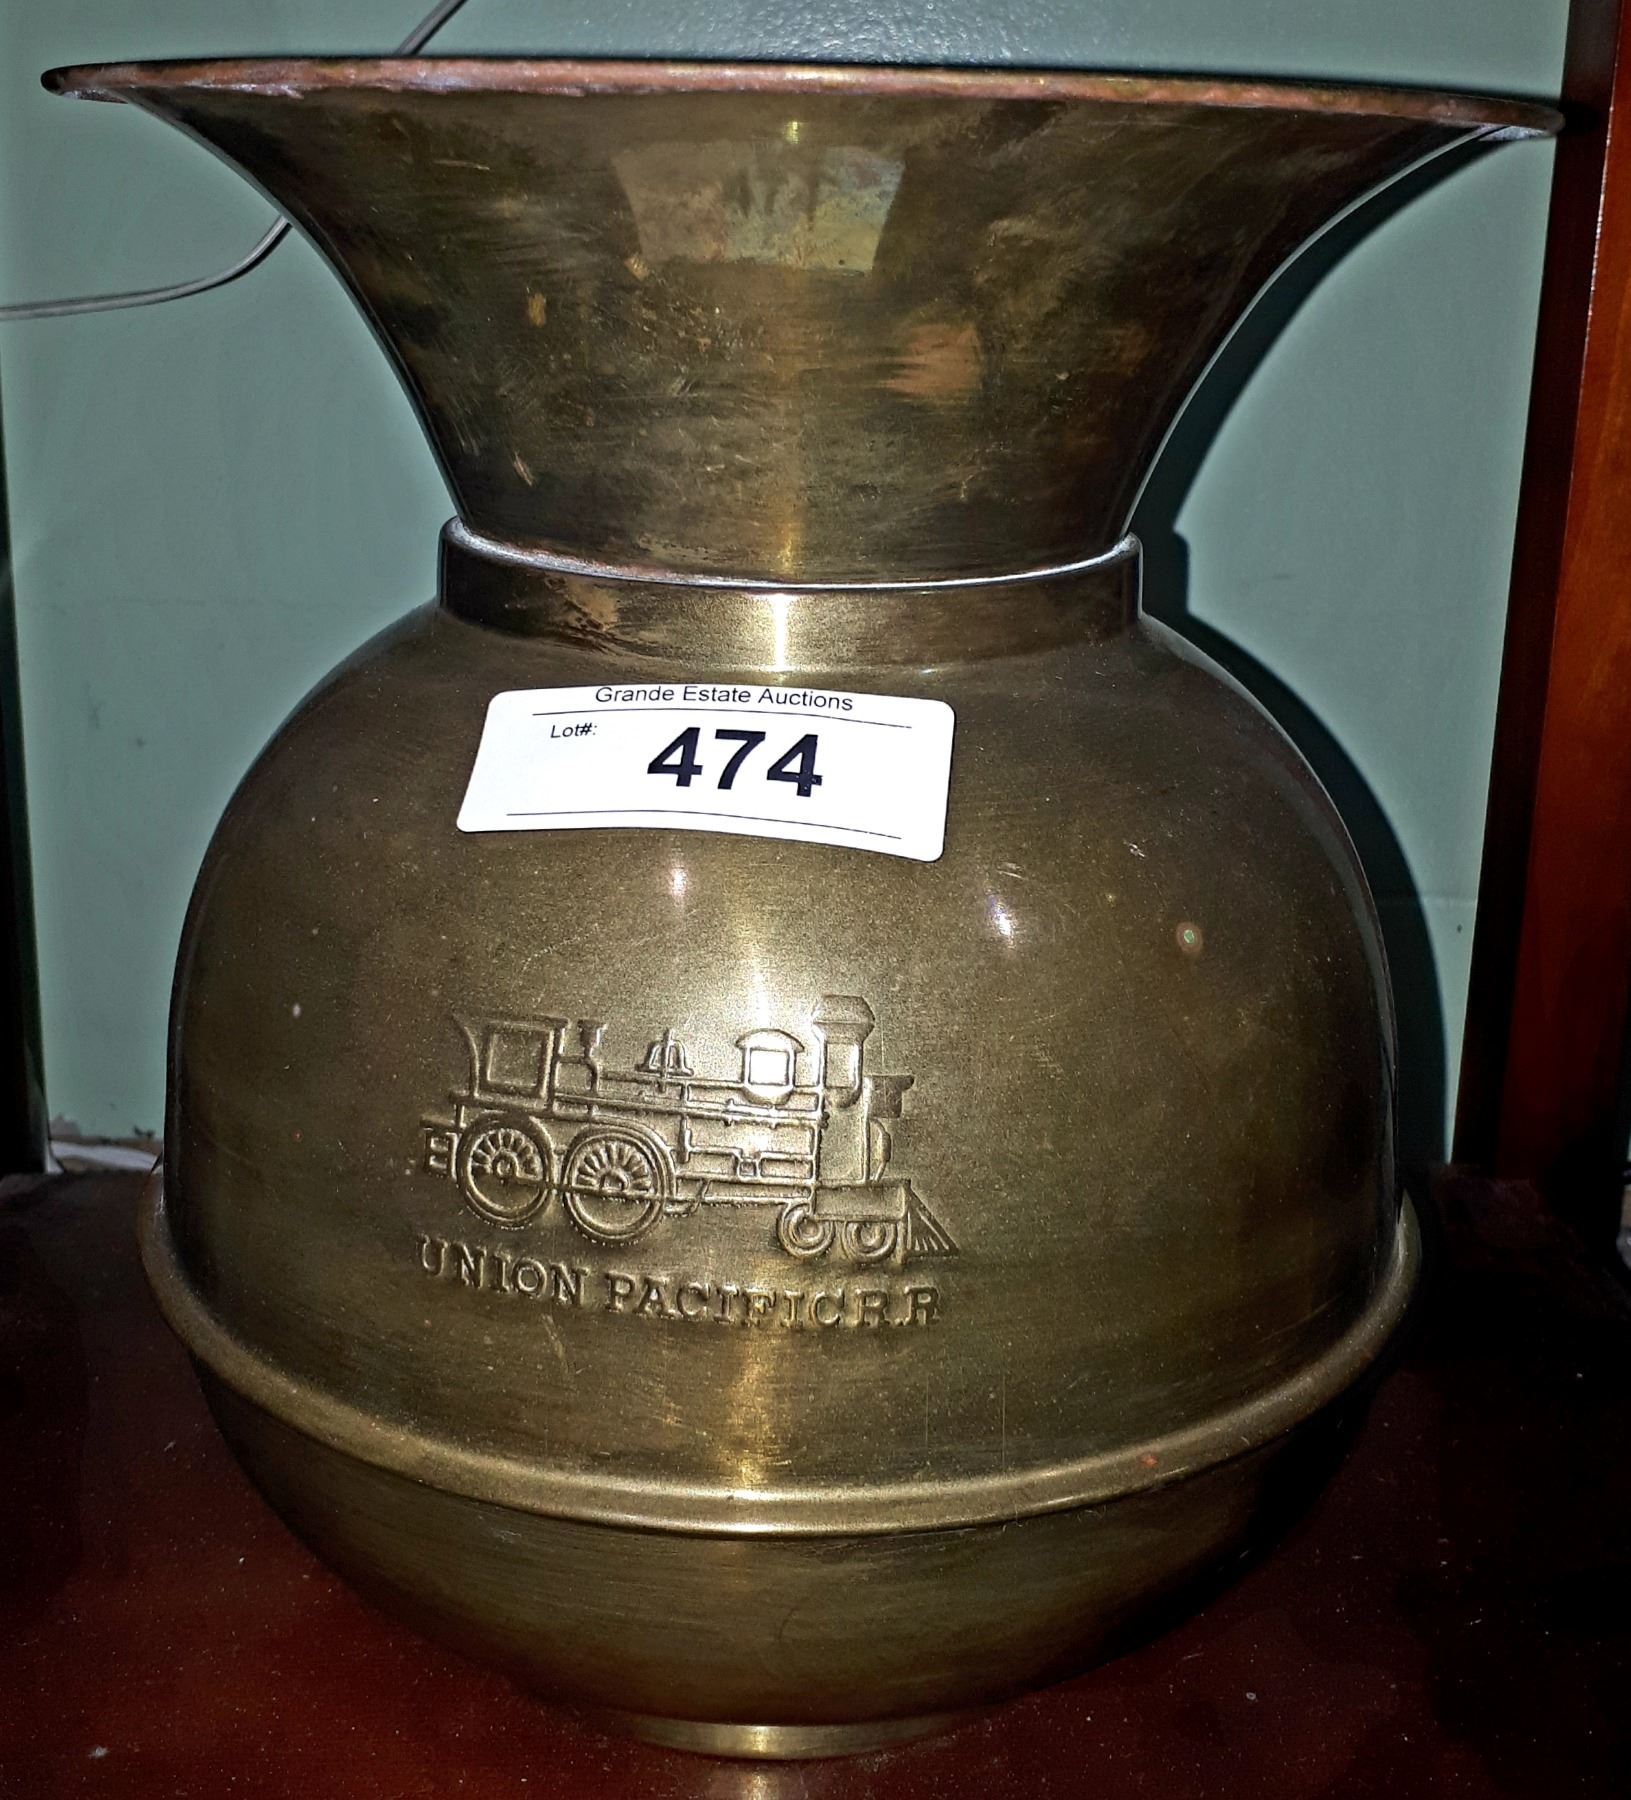 Grande Estate Auctions
Lot#: 474
UNION PACIFIC R.R